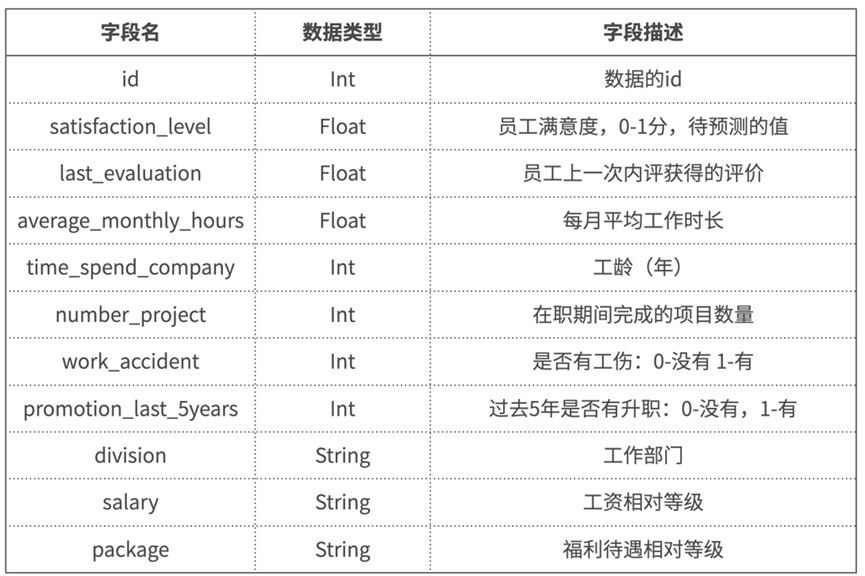 字段名 数据类型 字段描述
id Int 数据的id
satisfaction_level Float 员工满意度，0-1分，待预测的值
last_evaluation Float 员工上一次内评获得的评价
average_monthly_hours Float 每月平均工作时长
time_spend_company Int 工龄（年）
number_project Int 在职期间完成的项目数量
work_accident Int 是否有工伤：0-没有 1-有
promotion_last_5years Int 过去5年是否有升职：0-没有，1-有
division String 工作部门
salary String 工资相对等级
package String 福利待遇相对等级